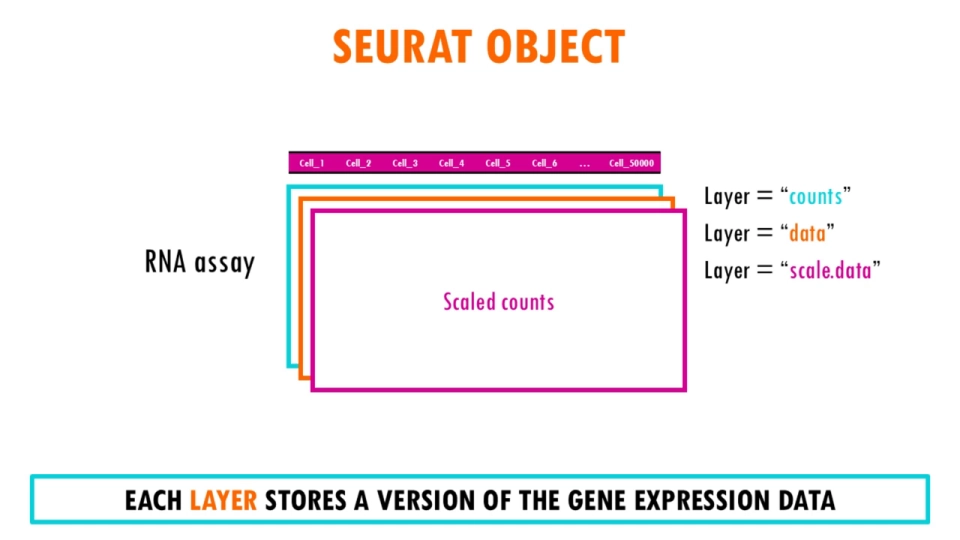 SEURAT OBJECT
Cell_1 Cell_2 Cell_3 Cell_4 Cell_5 Cell_6 ... Cell_50000
Layer = “counts”
Layer = “data”
RNA assay
Layer = “scale.data”
Scaled counts
EACH LAYER STORES A VERSION OF THE GENE EXPRESSION DATA